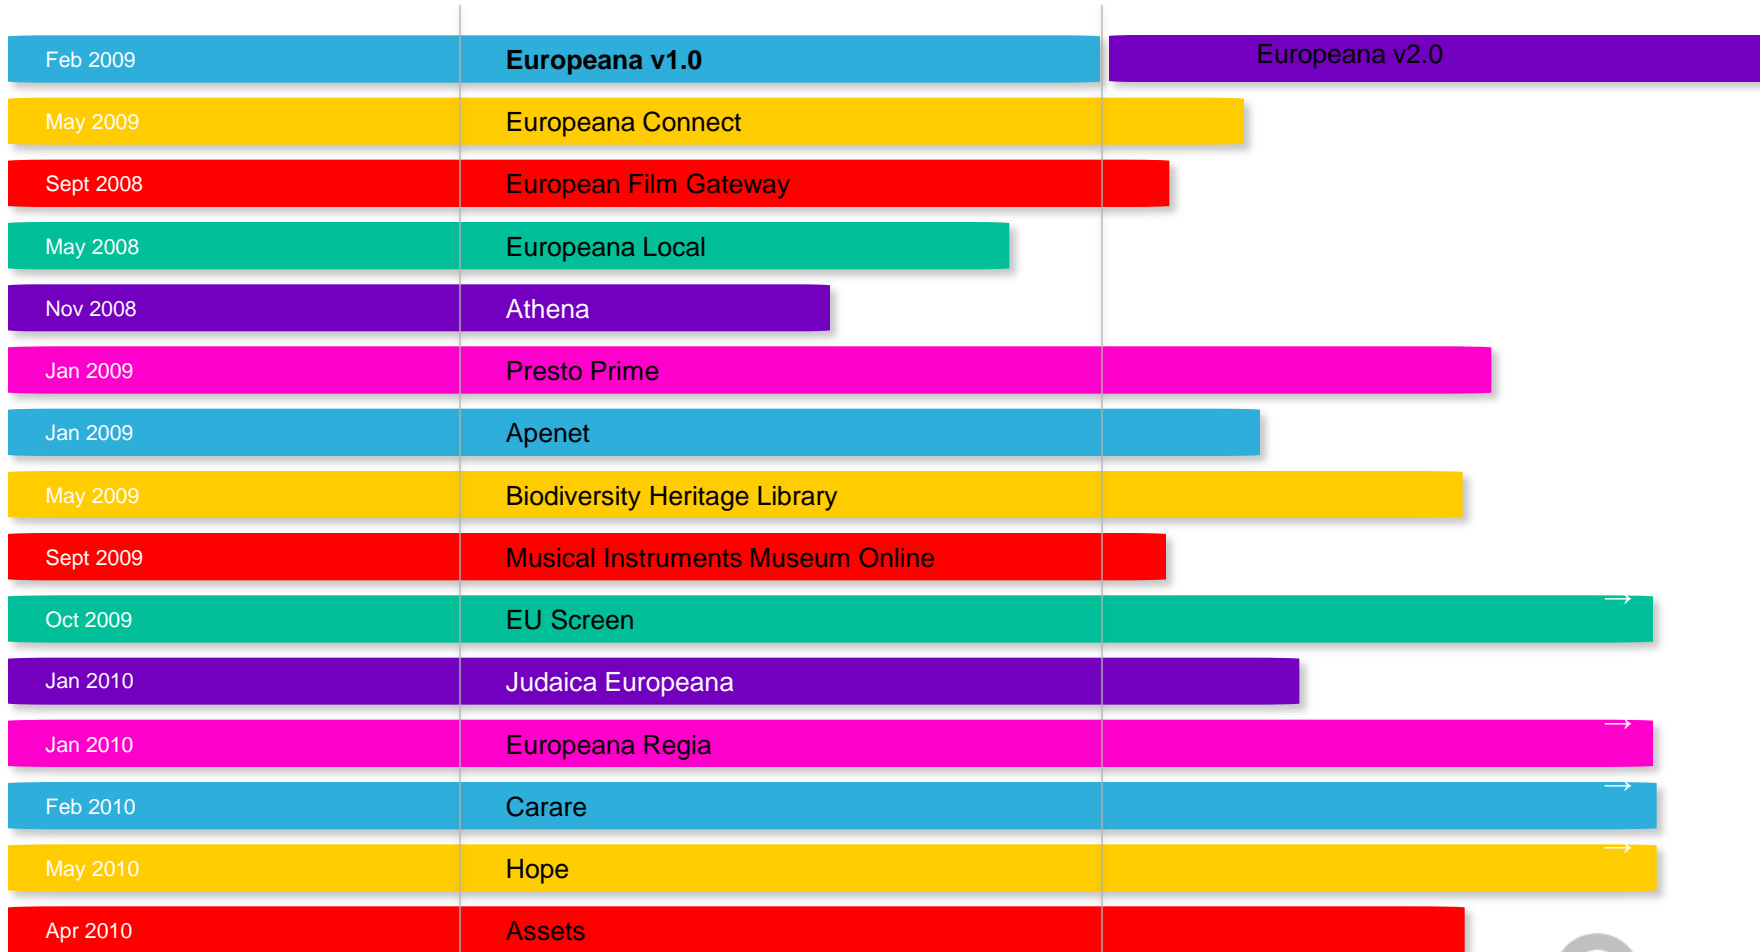 Feb 2009 Europeana v1.0 Europeana v2.0
May 2009 Europeana Connect
Sept 2008 European Film Gateway
May 2008 Europeana Local
Nov 2008 Athena
Jan 2009 Presto Prime
Jan 2009 Apenet
May 2009 Biodiversity Heritage Library
Sept 2009 Musical Instruments Museum Online
Oct 2009 EU Screen →
Jan 2010 Judaica Europeana
Jan 2010 Europeana Regia →
Feb 2010 Carare →
May 2010 Hope →
Apr 2010 Assets